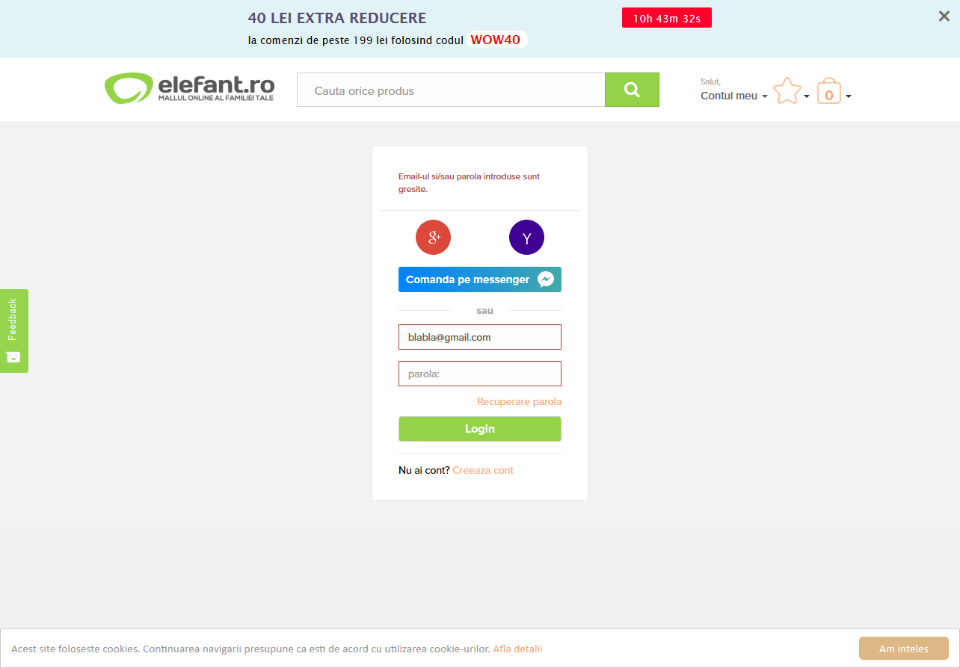 40 LEI EXTRA REDUCERE
10h 43m 32s
la comenzi de peste 199 lei folosind codul WOW40
elefant.ro
MALLUL ONLINE AL FAMILIEI TALE
Cauta orice produs
Salut,
Contul meu
0
Email-ul si/sau parola introduse sunt
gresite.
g+
Y
Comanda pe messenger
sau
blabla@gmail.com
parola:
Recuperare parola
Login
Nu ai cont? Creeaza cont
Feedback
Acest site foloseste cookies. Continuarea navigarii presupune ca esti de acord cu utilizarea cookie-urilor. Afla detalii
Am inteles